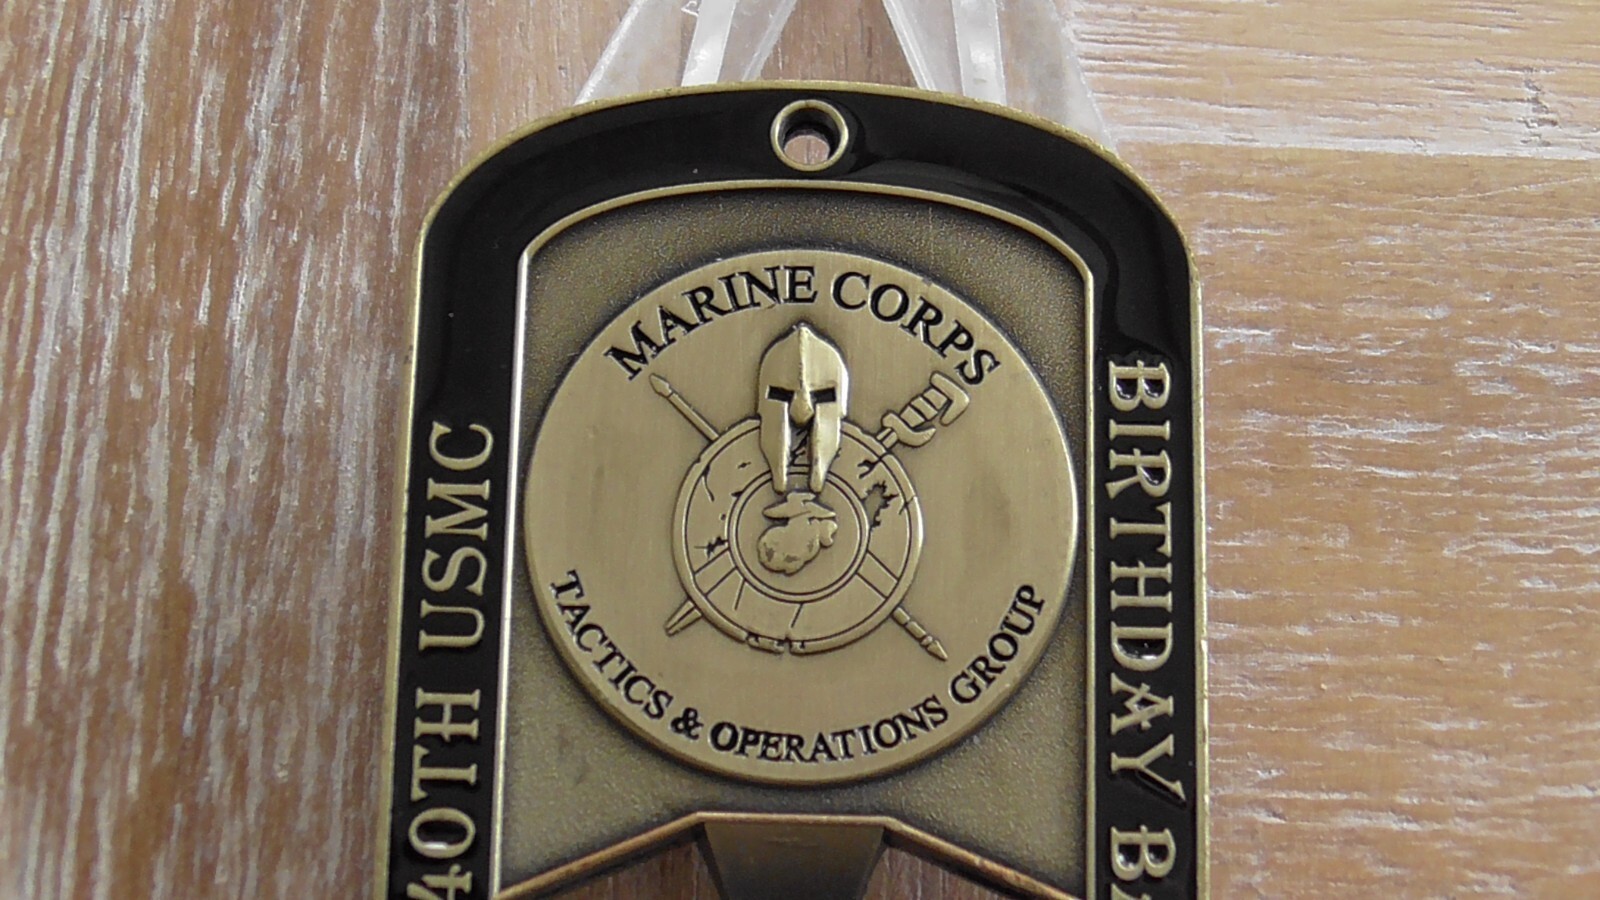 MARINE CORPS
TACTICS & OPERATIONS GROUP
40TH USMC
BIRTHDAY